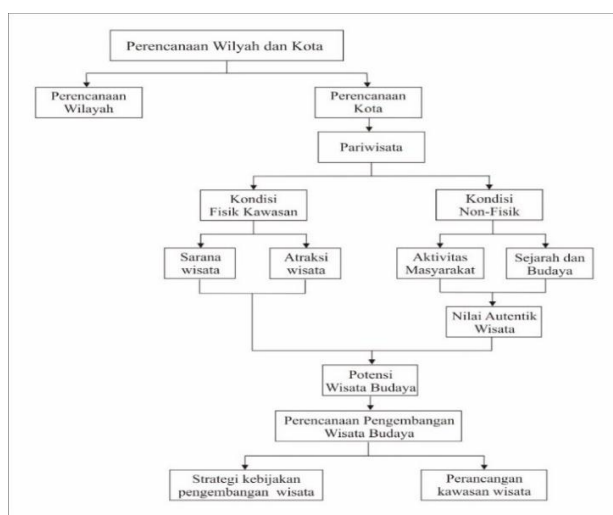 Perencanaan Wilyah dan Kota
Perencanaan
Wilayah
Perencanaan
Kota
Pariwisata
Kondisi
Fisik Kawasan
Kondisi
Non-Fisik
Sarana
wisata
Atraksi
wisata
Aktivitas
Masyarakat
Sejarah dan
Budaya
Nilai Autentik
Wisata
Potensi
Wisata Budaya
Perencanaan Pengembangan
Wisata Budaya
Strategi kebijakan
pengembangan wisata
Perancangan
kawasan wisata